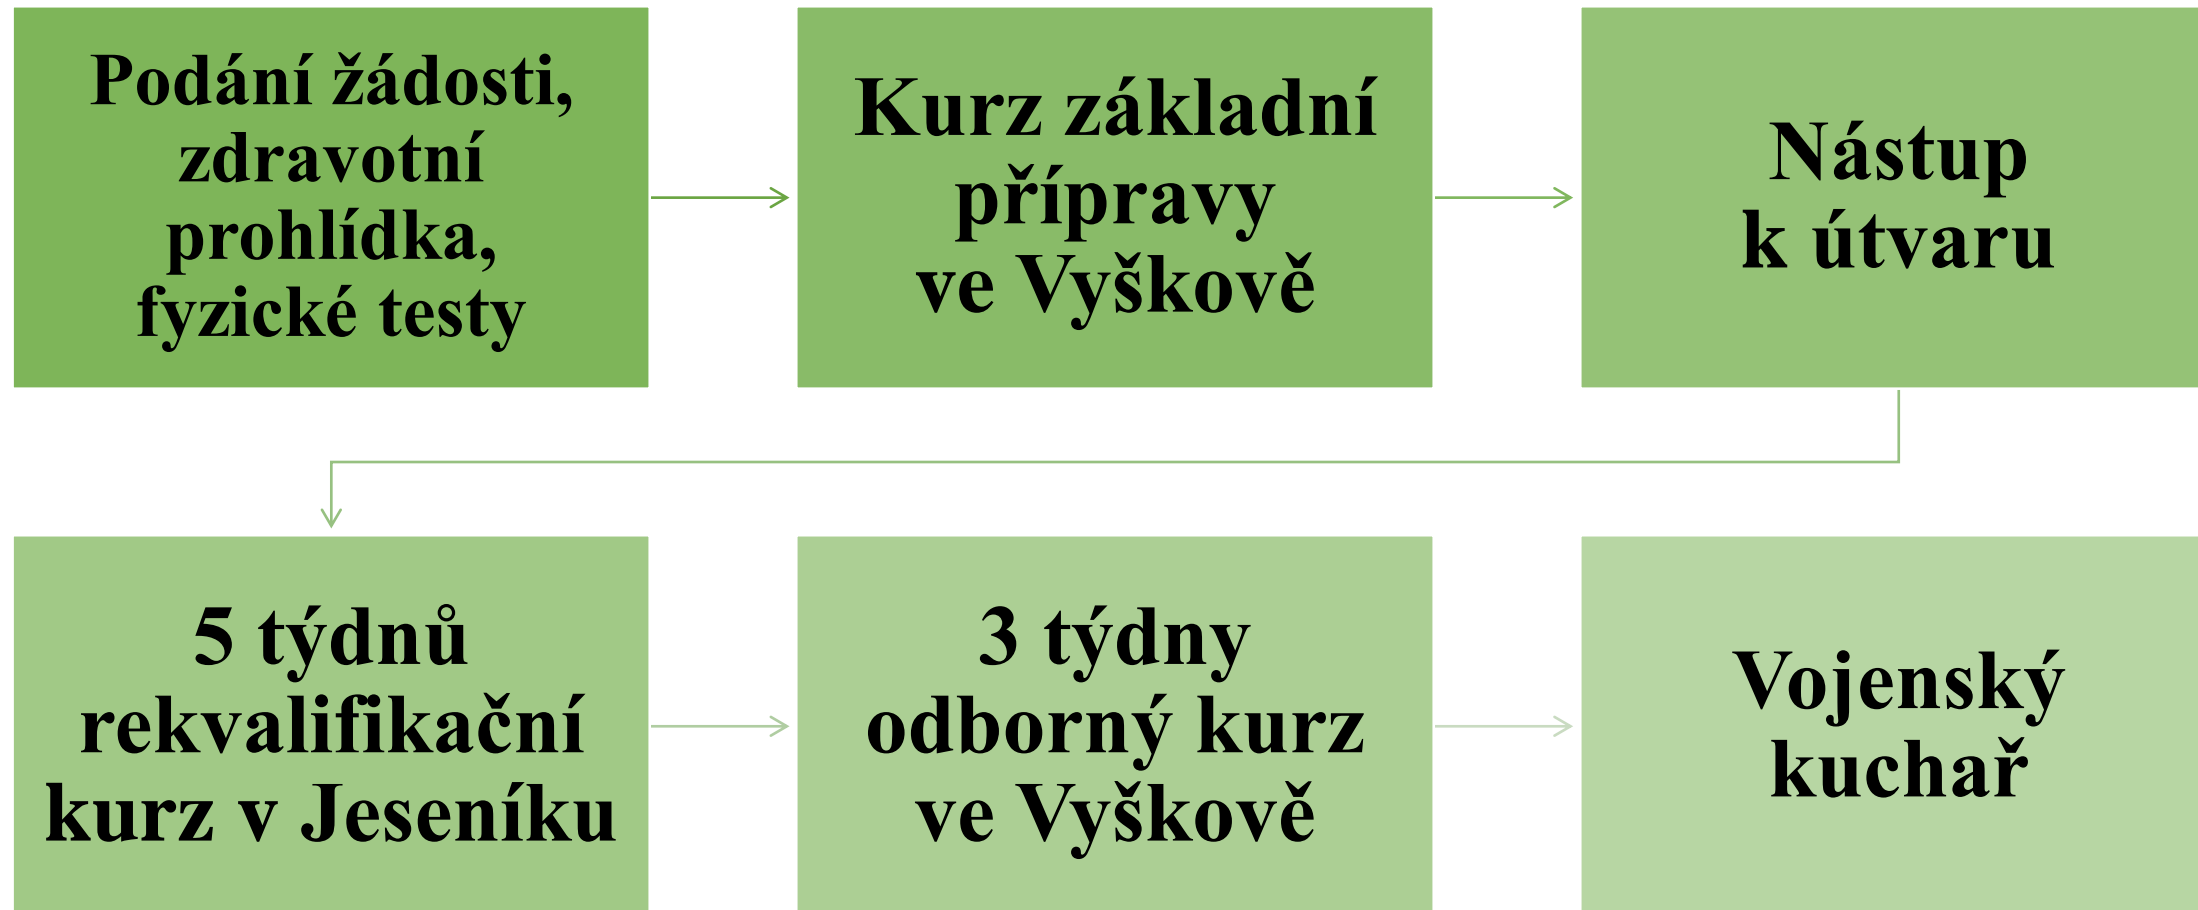 Podání žádosti,
zdravotní
prohlídka,
fyzické testy
Kurz základní
přípravy
ve Vyškově
Nástup
k útvaru
5 týdnů
rekvalifikační
kurz v Jeseníku
3 týdny
odborný kurz
ve Vyškově
Vojenský
kuchař